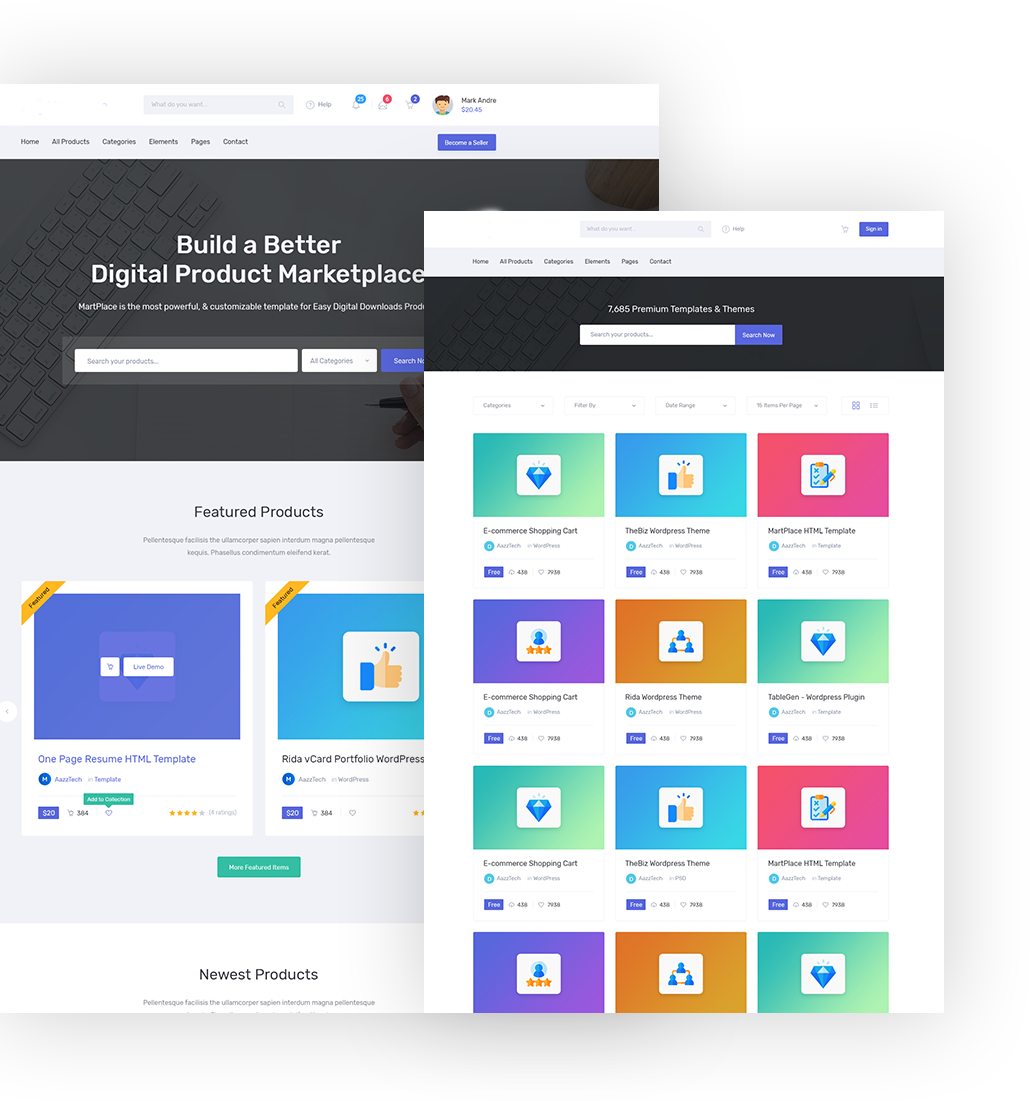 What do you want...
Help
25
6
2
Mark Andre
$20.45
Home All Products Categories Elements Pages Contact
Become a Seller
Build a Better
Digital Product Marketplace
MartPlace is the most powerful, & customizable template for Easy Digital Downloads
Search your products...
All Categories
Search
Featured Products
Pellentesque facilisis the ullamcorper sapien interdum magna pellentesque
kequis. Phasellus condimentum eleifend kerat.
Featured
Live Demo
One Page Resume HTML Template
M AazzTech in Template
Add to Collection
$20 384 (4 ratings)
Featured
Rida vCard Portfolio WordPress
M AazzTech in WordPress
$20 384
More Featured Items
Newest Products
Pellentesque facilisis the ullamcorper sapien interdum magna pellentesque
What do you want...
Help
Sign in
Home All Products Categories Elements Pages Contact
7,685 Premium Templates & Themes
Search your products...
Search Now
Categories
Filter By
Date Range
15 Items Per Page
E-commerce Shopping Cart
D AazzTech in WordPress
Free 438 7938
TheBiz Wordpress Theme
D AazzTech in WordPress
Free 438 7938
MartPlace HTML Template
D AazzTech in Template
Free 438 7938
E-commerce Shopping Cart
D AazzTech in WordPress
Free 438 7938
Rida Wordpress Theme
D AazzTech in WordPress
Free 438 7938
TableGen - Wordpress Plugin
D AazzTech in Template
Free 438 7938
E-commerce Shopping Cart
D AazzTech in WordPress
Free 438 7938
TheBiz Wordpress Theme
D AazzTech in PSD
Free 438 7938
MartPlace HTML Template
D AazzTech in Template
Free 438 7938